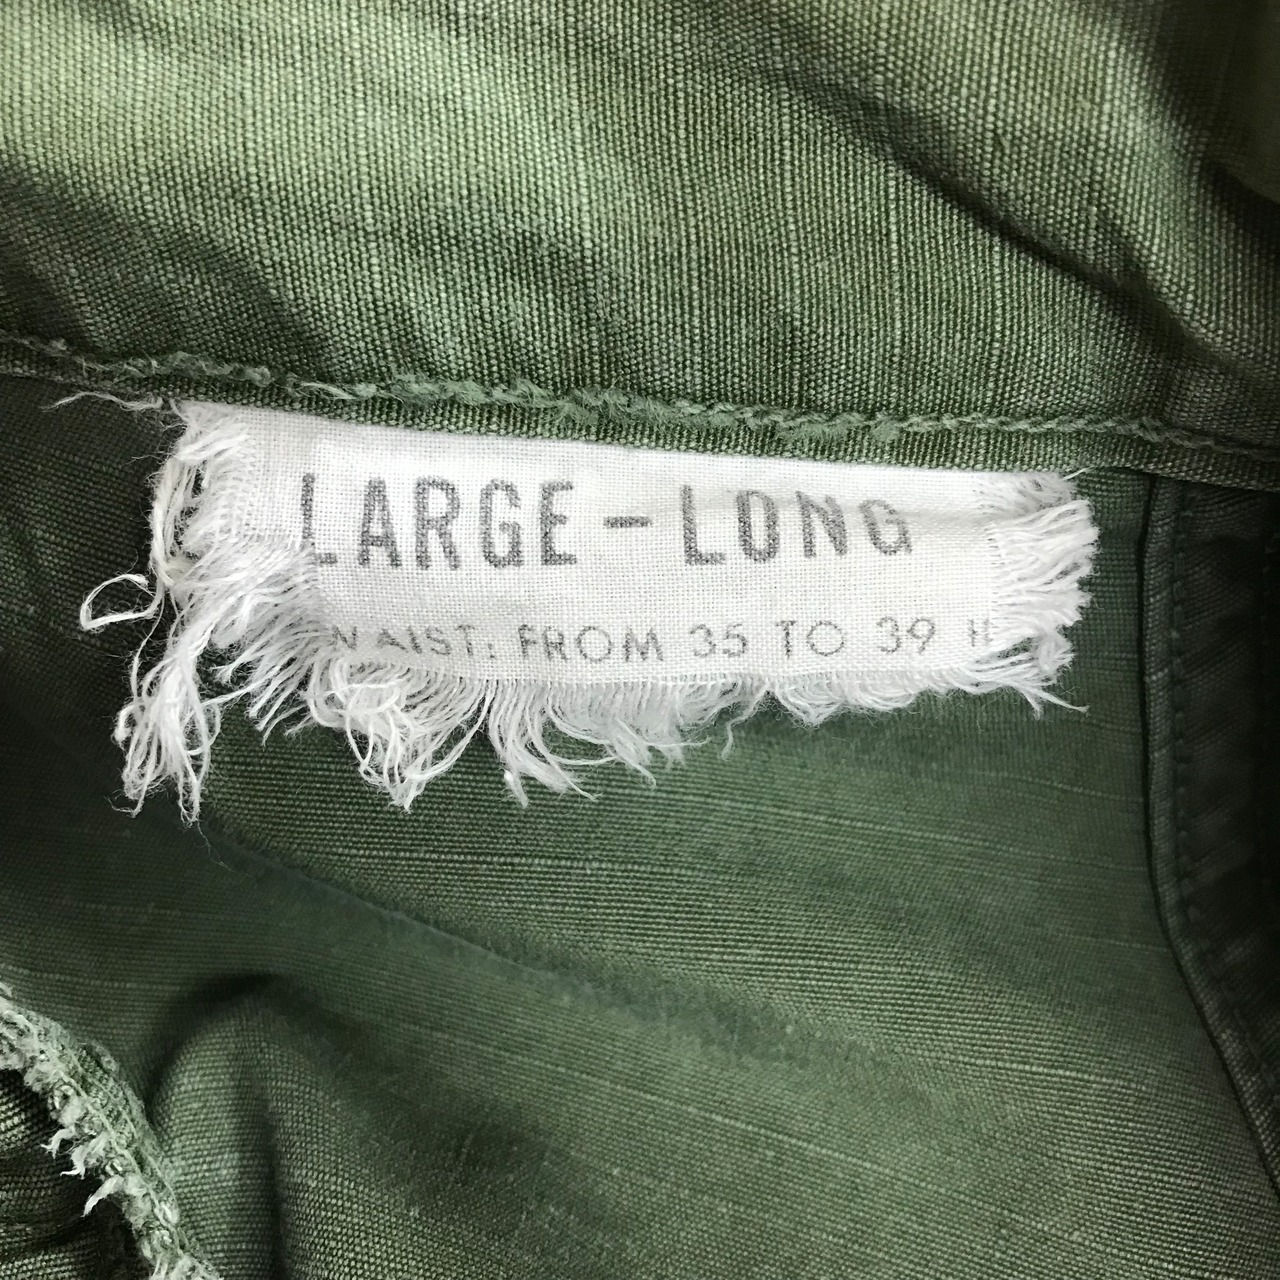 LARGE - LONG
WAIST: FROM 35 TO 39